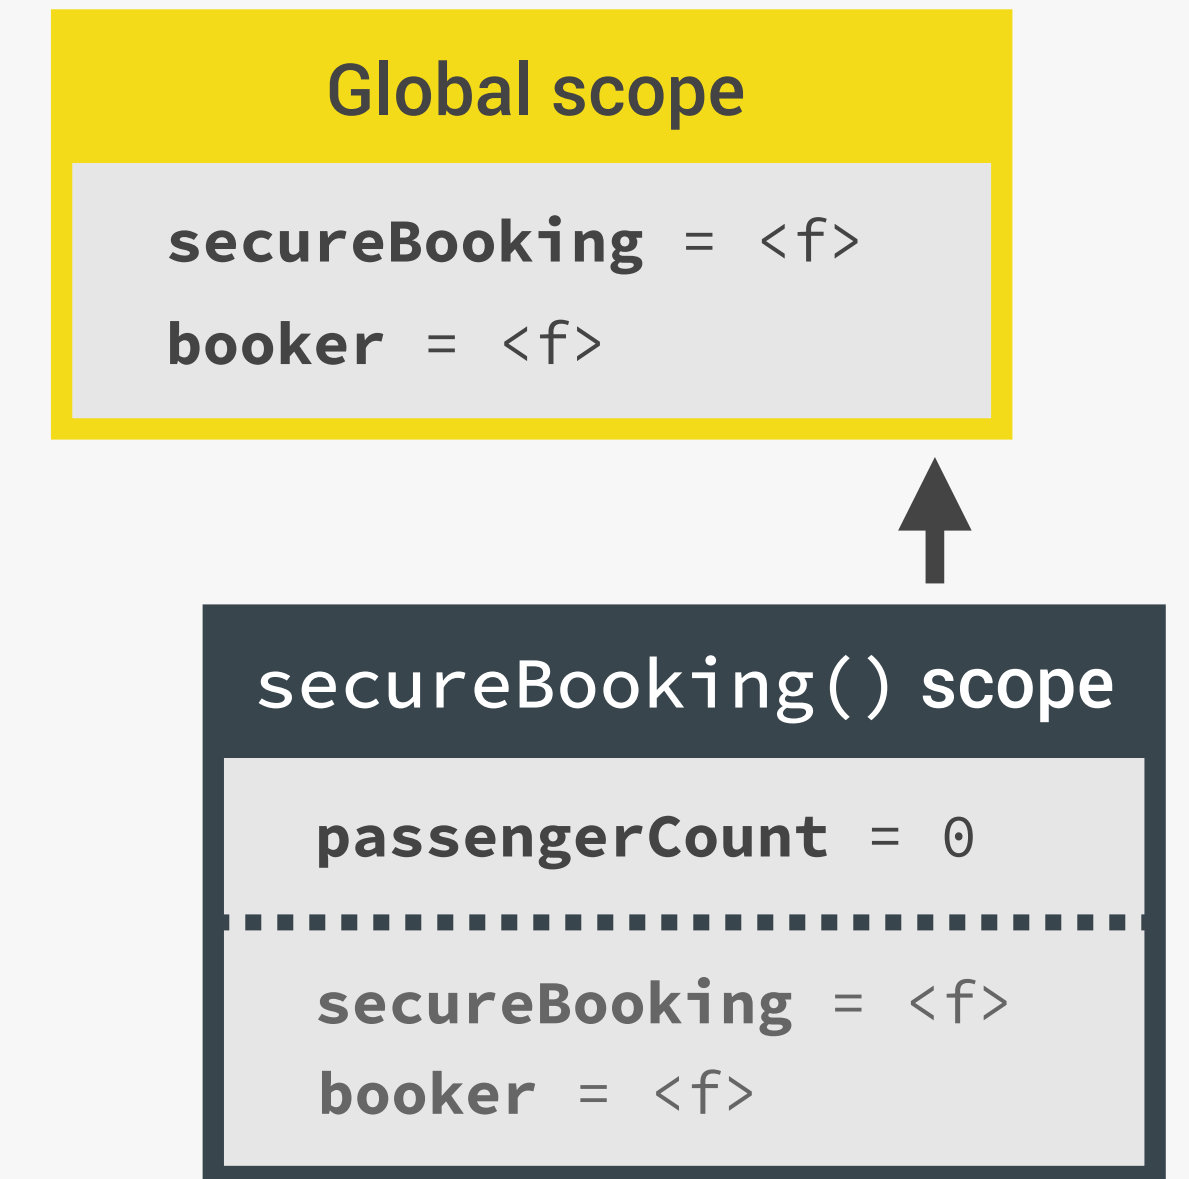 Global scope
secureBooking = <f>
booker = <f>
secureBooking() scope
passengerCount = 0
secureBooking = <f>
booker = <f>